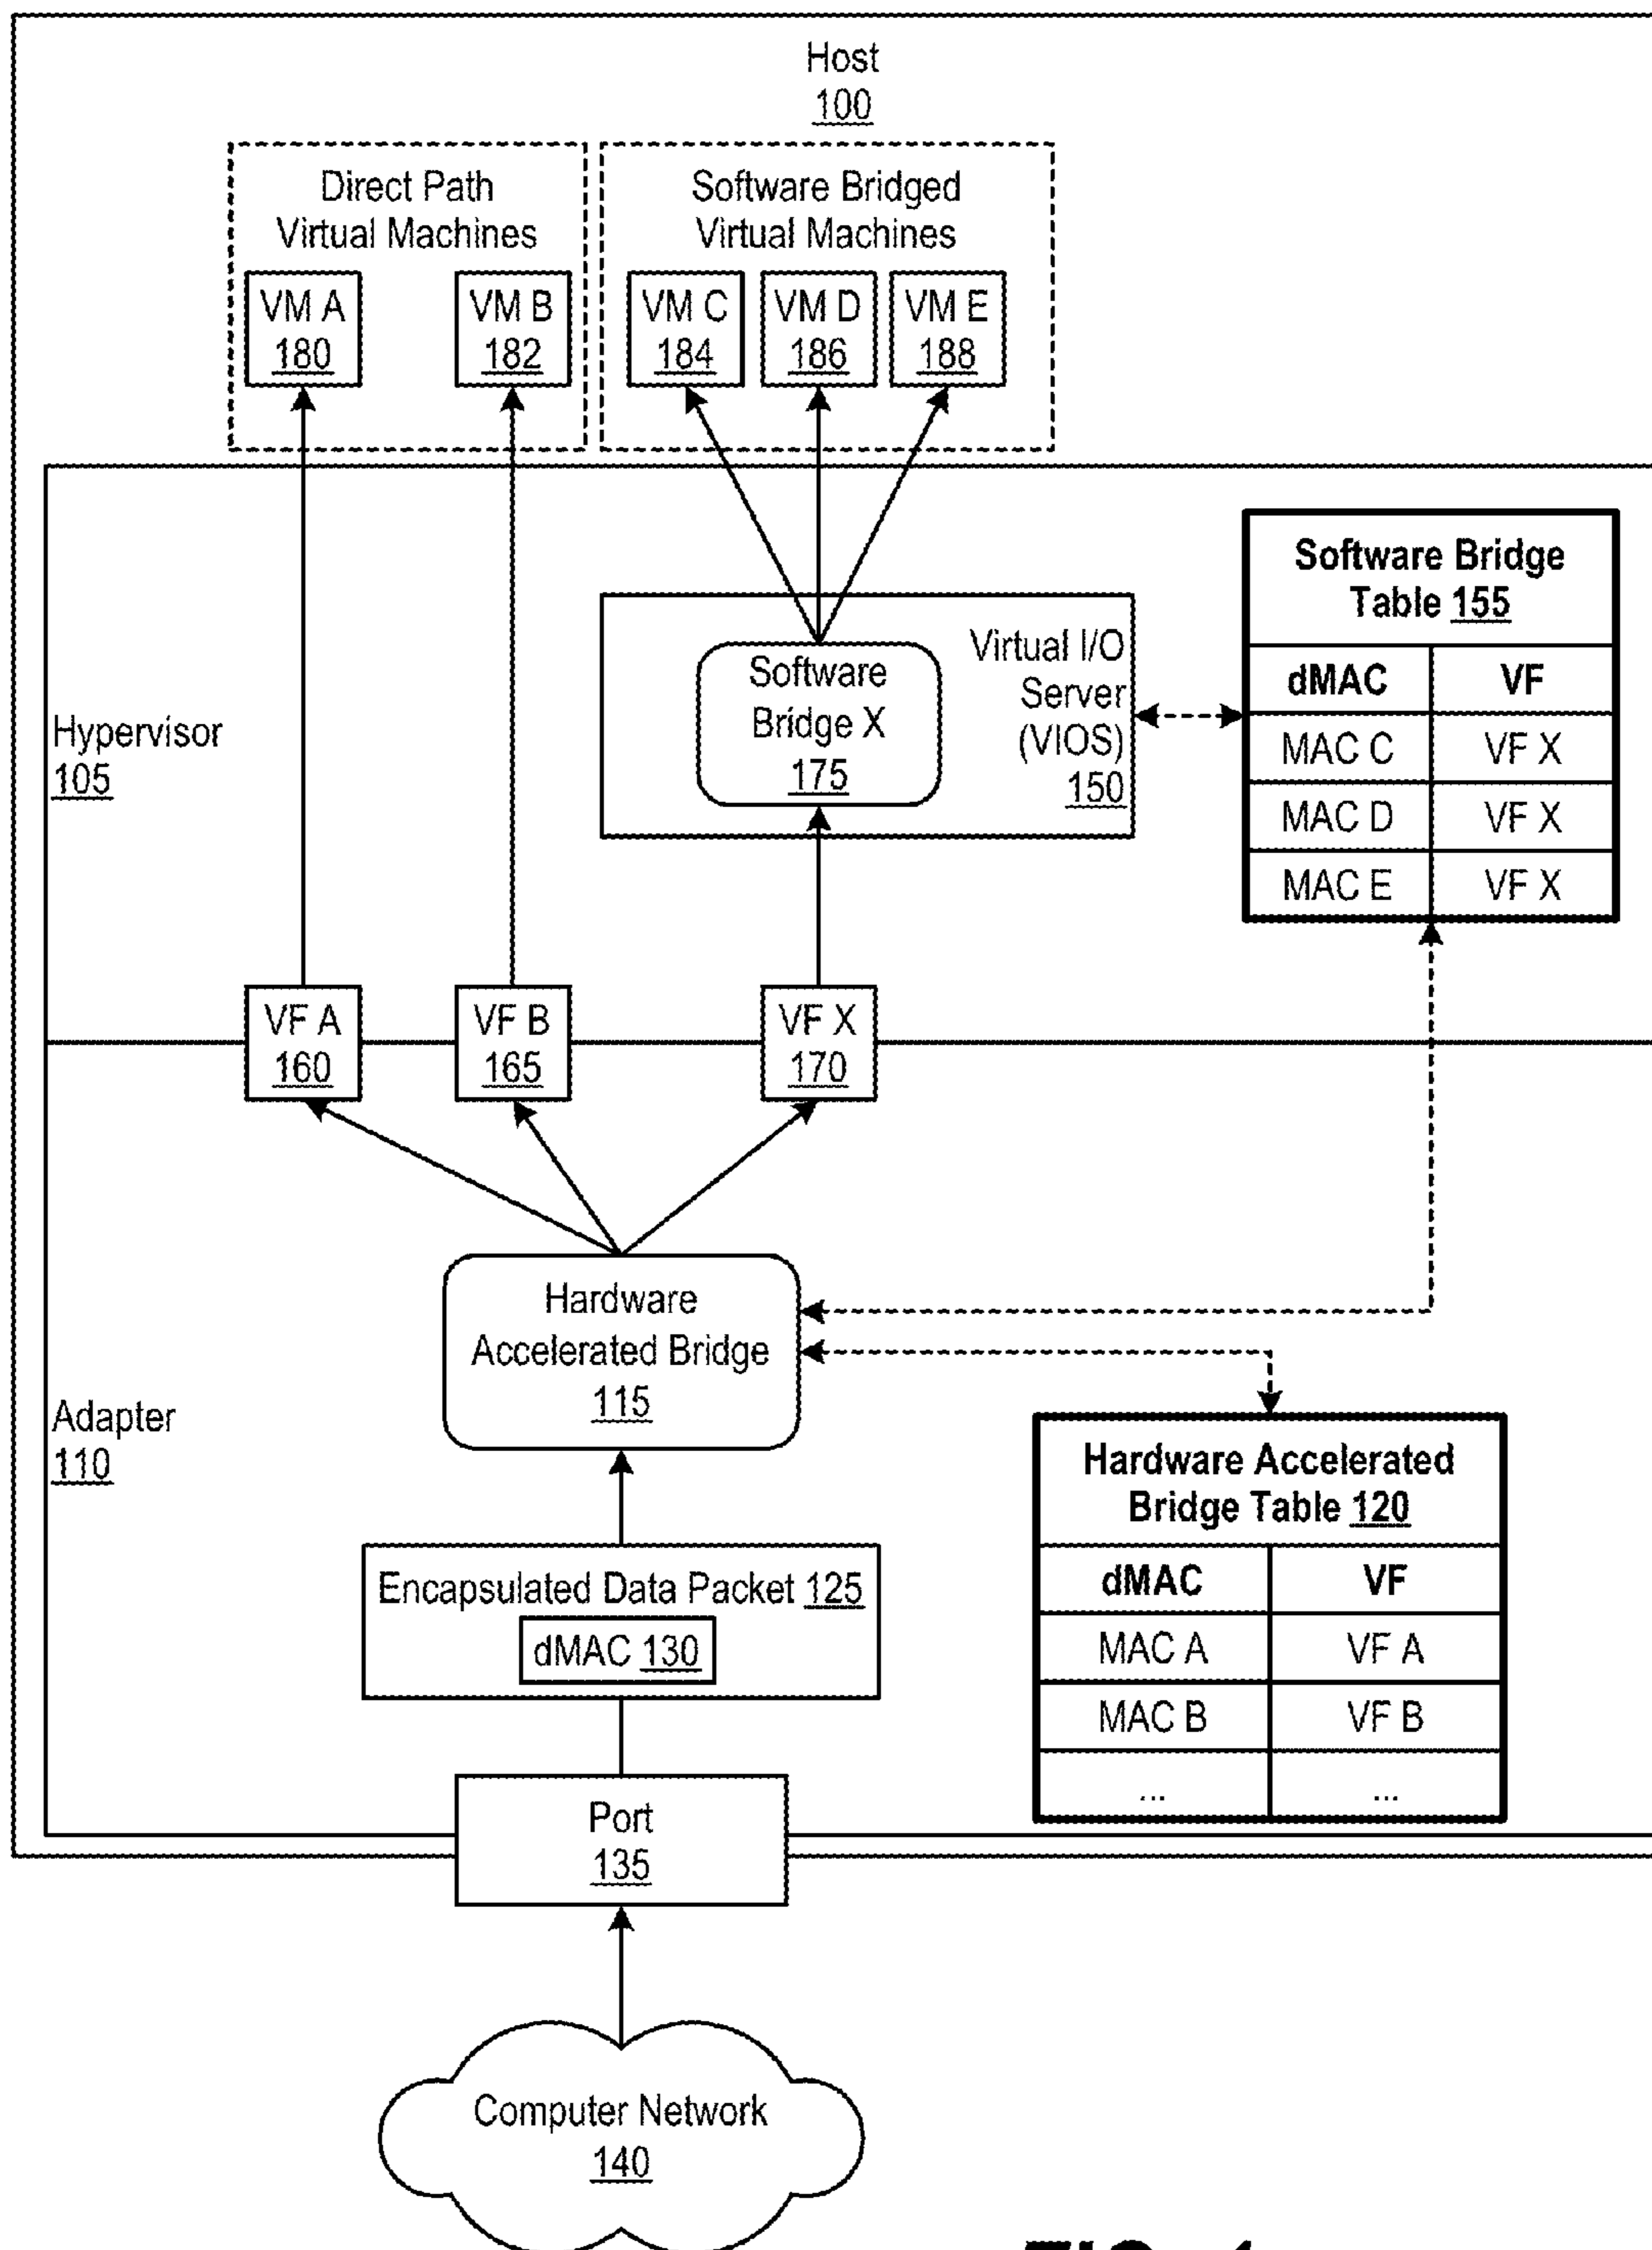 Host
100
Direct Path
Virtual Machines
Software Bridged
Virtual Machines
VM A
180
VM B
182
VM C
184
VM D
186
VM E
188
Hypervisor
105
Software
Bridge X
175
Virtual I/O
Server
(VIOS)
150
Software Bridge
Table 155
dMAC VF
MAC C VF X
MAC D VF X
MAC E VF X
VF A
160
VF B
165
VF X
170
Hardware
Accelerated Bridge
115
Adapter
110
Hardware Accelerated
Bridge Table 120
dMAC VF
MAC A VF A
MAC B VF B
... ...
Encapsulated Data Packet 125
dMAC 130
Port
135
Computer Network
140